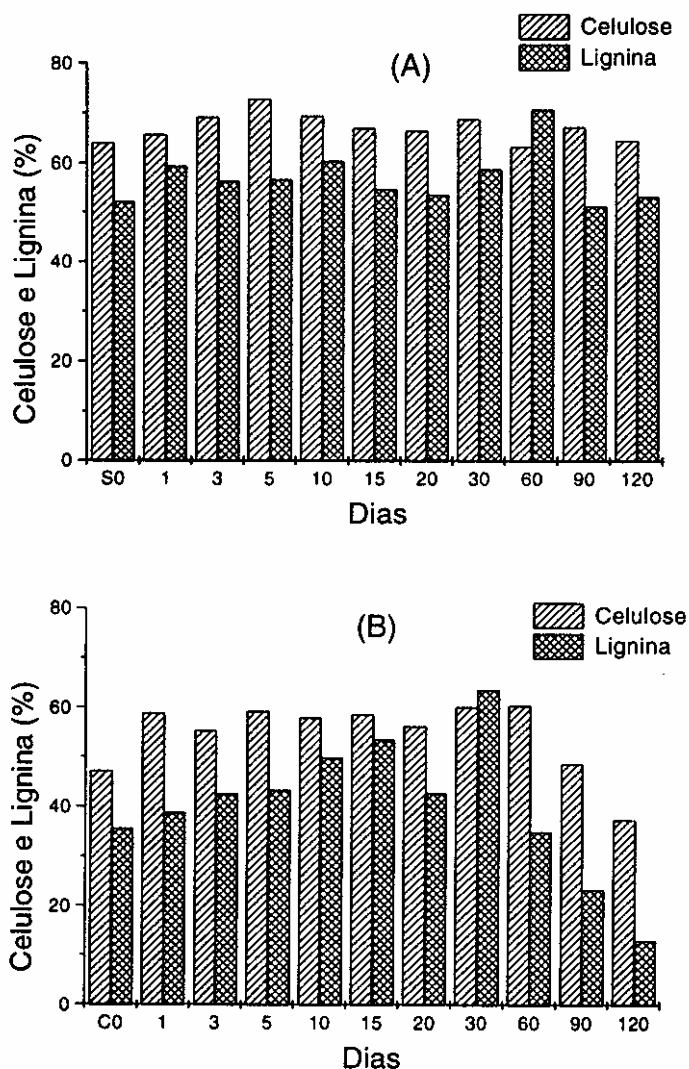 Celulose
Lignina
(A)
Celulose e Lignina (%)
80
60
40
20
0
S0 1 3 5 10 15 20 30 60 90 120
Dias
Celulose
Lignina
(B)
Celulose e Lignina (%)
80
60
40
20
0
C0 1 3 5 10 15 20 30 60 90 120
Dias